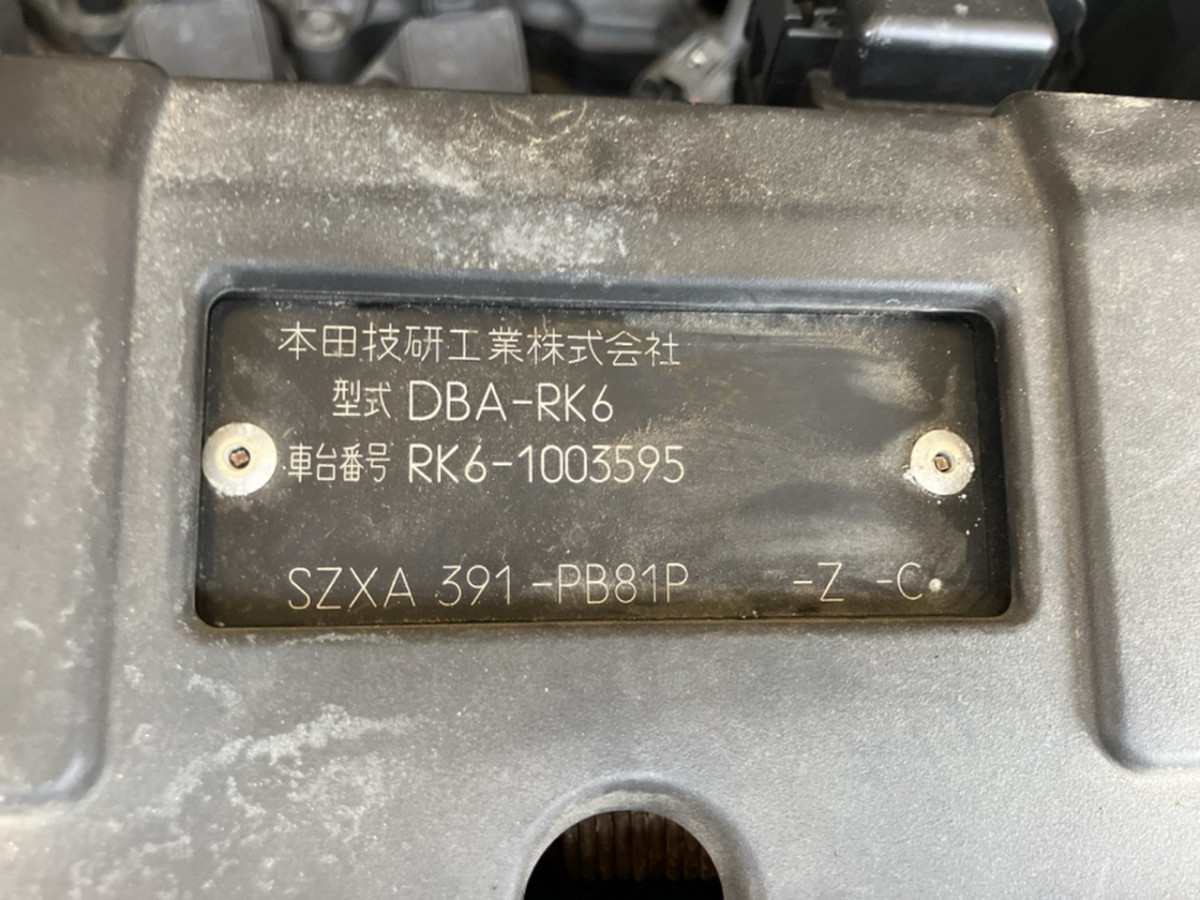 本田技研工業株式会社
型式 DBA-RK6
車台番号 RK6-1003595
SZXA 391-PB81P -Z -C